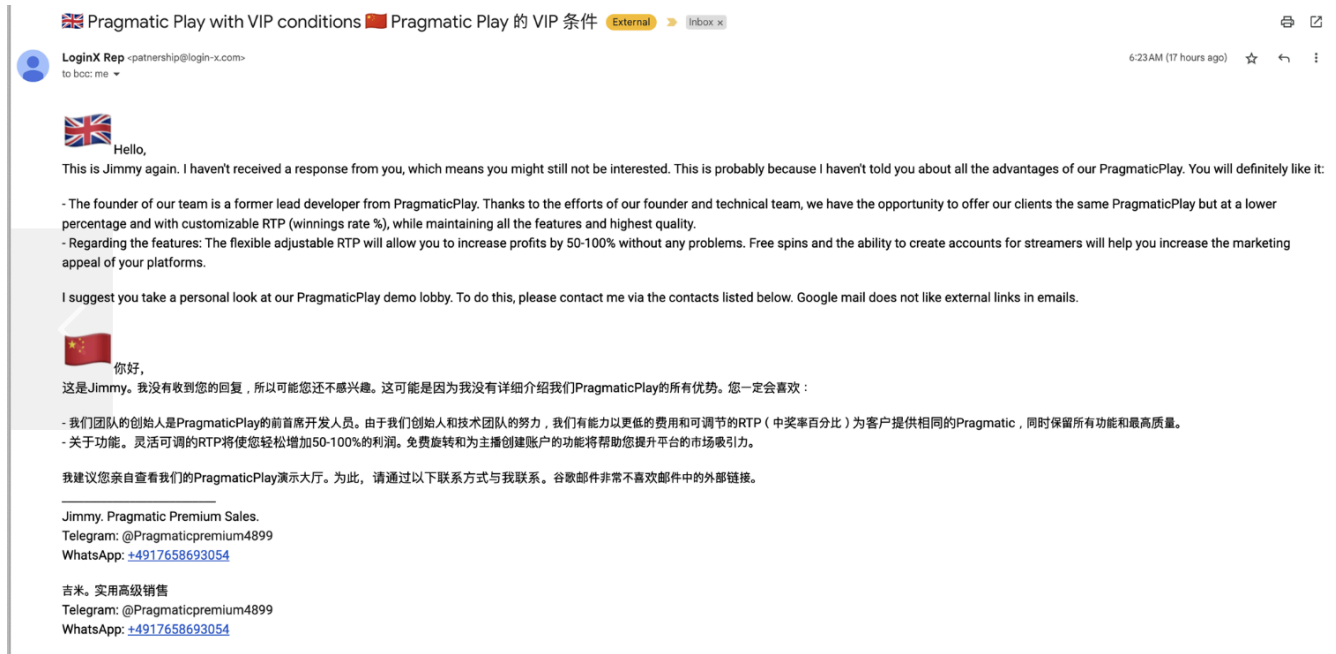 🇬🇧 Pragmatic Play with VIP conditions 🇨🇳 Pragmatic Play 的 VIP 条件 External Inbox x
LoginX Rep <patnership@login-x.com>
6:23 AM (17 hours ago)
to bcc: me
Hello,
This is Jimmy again. I haven't received a response from you, which means you might still not be interested. This is probably because I haven't told you about all the advantages of our PragmaticPlay. You will definitely like it:
- The founder of our team is a former lead developer from PragmaticPlay. Thanks to the efforts of our founder and technical team, we have the opportunity to offer our clients the same PragmaticPlay but at a lower
percentage and with customizable RTP (winnings rate %), while maintaining all the features and highest quality.
- Regarding the features: The flexible adjustable RTP will allow you to increase profits by 50-100% without any problems. Free spins and the ability to create accounts for streamers will help you increase the marketing
appeal of your platforms.
I suggest you take a personal look at our PragmaticPlay demo lobby. To do this, please contact me via the contacts listed below. Google mail does not like external links in emails.
你好，
这是Jimmy。我没有收到您的回复，所以可能您还不感兴趣。这可能是因为我没有详细介绍我们PragmaticPlay的所有优势。您一定会喜欢：
- 我们团队的创始人是PragmaticPlay的前首席开发人员。由于我们创始人和技术团队的努力，我们有能力以更低的费用和可调节的RTP（中奖率百分比）为客户提供相同的Pragmatic，同时保留所有功能和最高质量。
- 关于功能。灵活可调的RTP将使您轻松增加50-100%的利润。免费旋转和为主播创建账户的功能将帮助您提升平台的市场吸引力。
我建议您亲自查看我们的PragmaticPlay演示大厅。为此，请通过以下联系方式与我联系。谷歌邮件非常不喜欢邮件中的外部链接。
Jimmy. Pragmatic Premium Sales.
Telegram: @Pragmaticpremium4899
WhatsApp: +4917658693054
吉米。实用高级销售
Telegram: @Pragmaticpremium4899
WhatsApp: +4917658693054